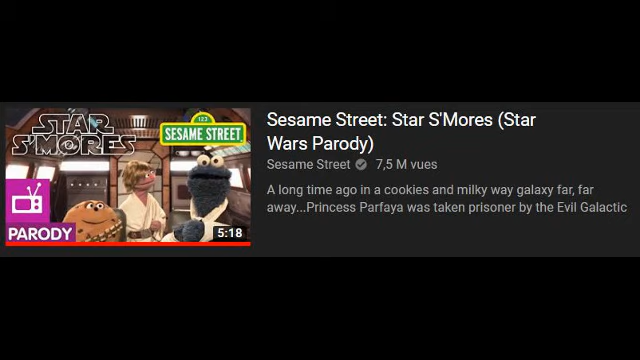 STAR
S'MORES
123
SESAME STREET
PARODY
5:18
Sesame Street: Star S'Mores (Star
Wars Parody)
Sesame Street
7,5 M vues
A long time ago in a cookies and milky way galaxy far, far
away...Princess Parfaya was taken prisoner by the Evil Galactic